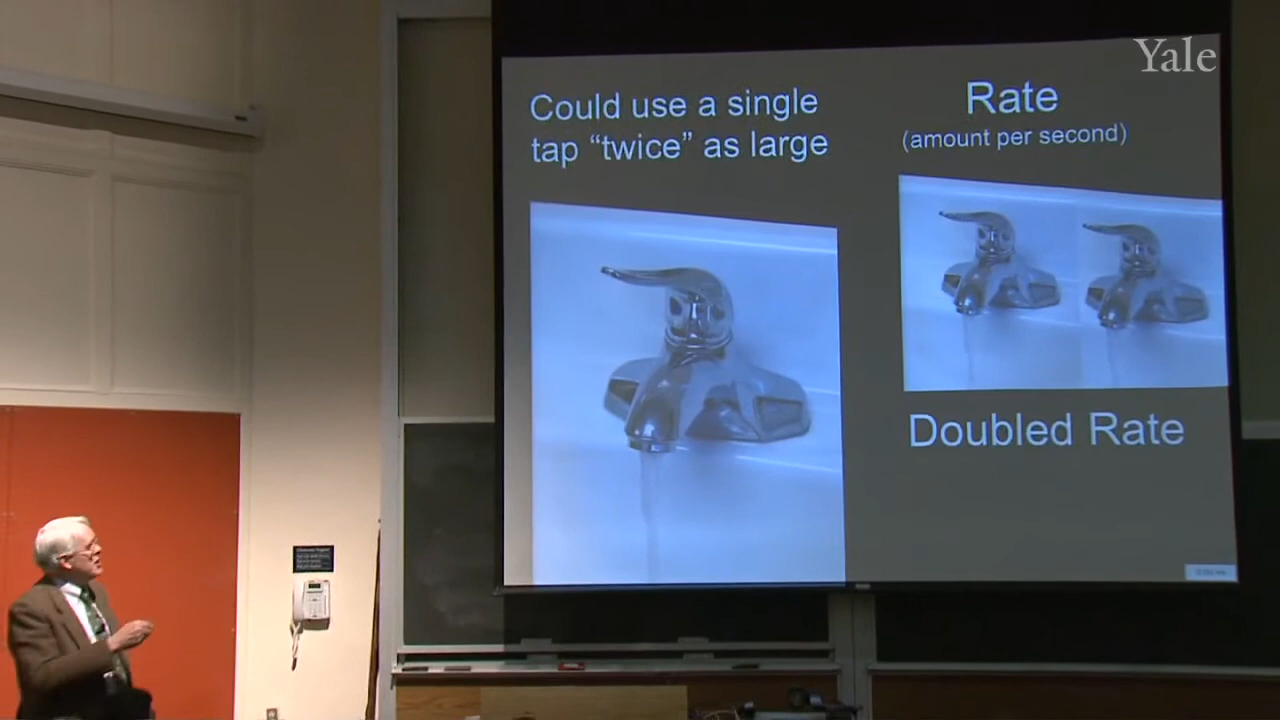 Yale
Could use a single
tap “twice” as large
Rate
(amount per second)
Doubled Rate